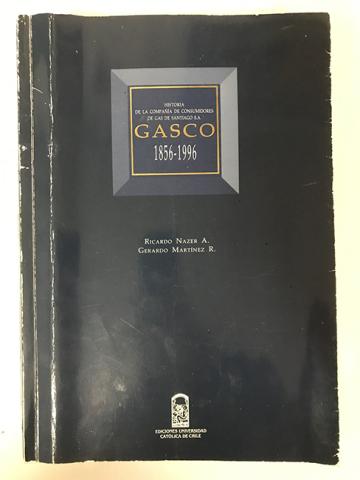 HISTORIA
DE LA COMPAÑÍA DE CONSUMIDORES
DE GAS DE SANTIAGO S.A.
GASCO
1856-1996
RICARDO NAZER A.
GERARDO MARTÍNEZ R.
EDICIONES UNIVERSIDAD
CATÓLICA DE CHILE